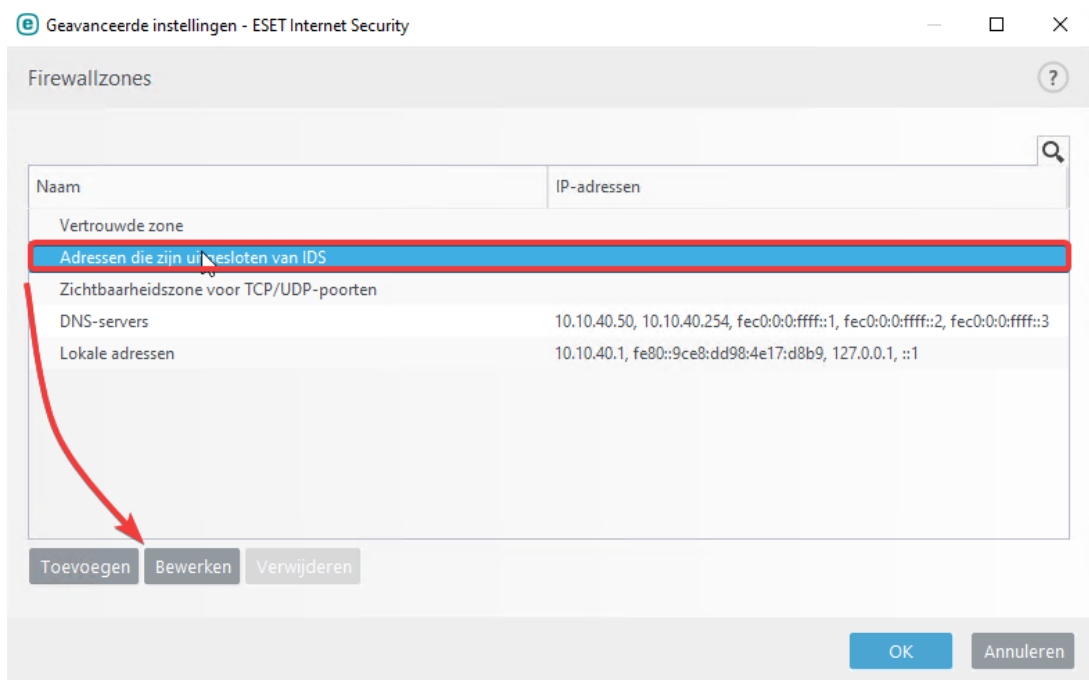 Geavanceerde instellingen - ESET Internet Security
Firewallzones
?
Naam IP-adressen
Vertrouwde zone
Adressen die zijn uitgesloten van IDS
Zichtbaarheidszone voor TCP/UDP-poorten
DNS-servers 10.10.40.50, 10.10.40.254, fec0:0:0:ffff::1, fec0:0:0:ffff::2, fec0:0:0:ffff::3
Lokale adressen 10.10.40.1, fe80::9ce8:dd98:4e17:d8b9, 127.0.0.1, ::1
Toevoegen Bewerken Verwijderen
OK Annuleren